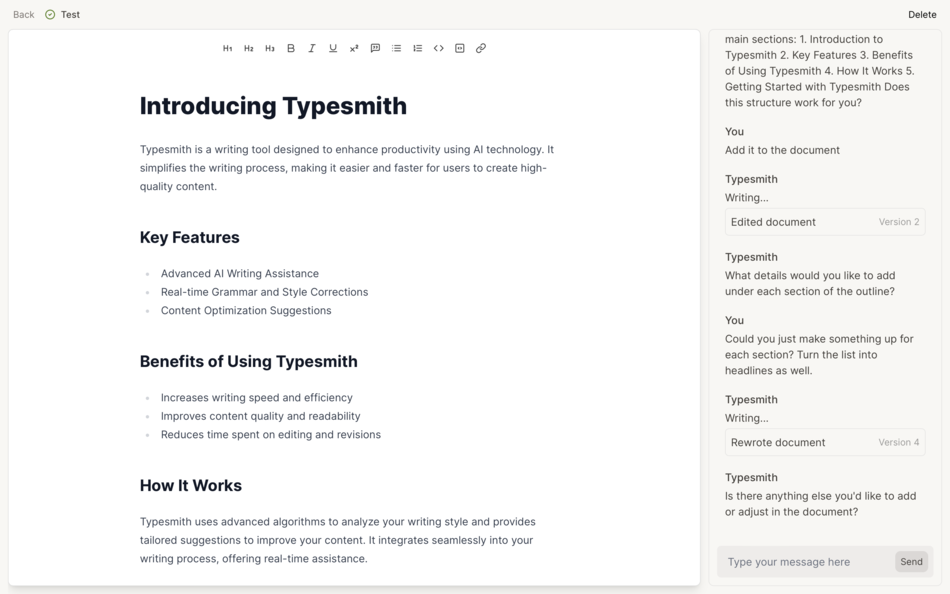 Back
Test
Delete
H1 H2 H3 B I U x²
Introducing Typesmith
Typesmith is a writing tool designed to enhance productivity using AI technology. It
simplifies the writing process, making it easier and faster for users to create high-
quality content.
Key Features
Advanced AI Writing Assistance
Real-time Grammar and Style Corrections
Content Optimization Suggestions
Benefits of Using Typesmith
Increases writing speed and efficiency
Improves content quality and readability
Reduces time spent on editing and revisions
How It Works
Typesmith uses advanced algorithms to analyze your writing style and provides
tailored suggestions to improve your content. It integrates seamlessly into your
writing process, offering real-time assistance.
main sections: 1. Introduction to
Typesmith 2. Key Features 3. Benefits
of Using Typesmith 4. How It Works 5.
Getting Started with Typesmith Does
this structure work for you?
You
Add it to the document
Typesmith
Writing...
Edited document
Version 2
Typesmith
What details would you like to add
under each section of the outline?
You
Could you just make something up for
each section? Turn the list into
headlines as well.
Typesmith
Writing...
Rewrote document
Version 4
Typesmith
Is there anything else you'd like to add
or adjust in the document?
Type your message here
Send